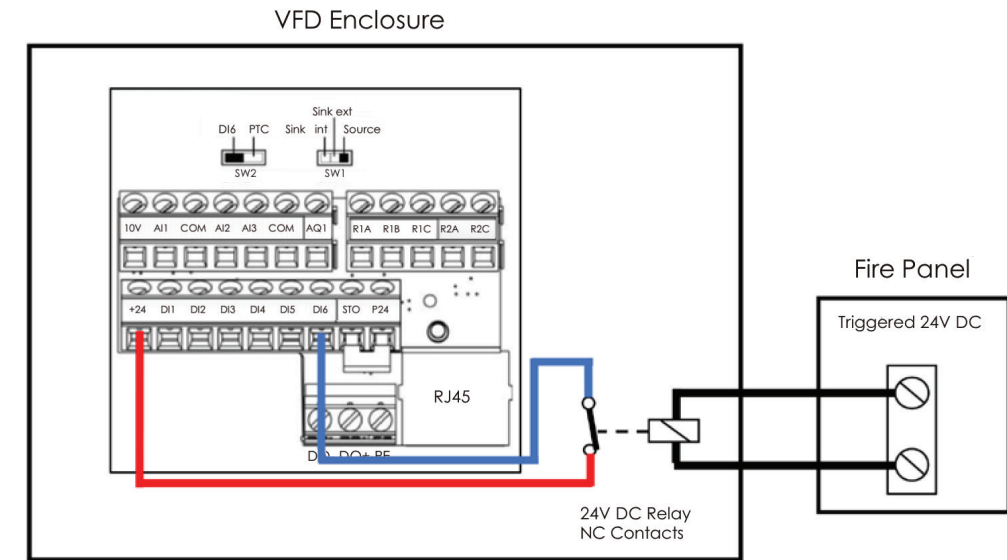 VFD Enclosure
Sink ext
DI6 PTC Sink int Source
SW2 SW1
10V AI1 COM AI2 AI3 COM AQ1 R1A R1B R1C R2A R2C
+24 DI1 DI2 DI3 DI4 DI5 DI6 STO P24
RJ45
DQ+ PE
24V DC Relay
NC Contacts
Fire Panel
Triggered 24V DC